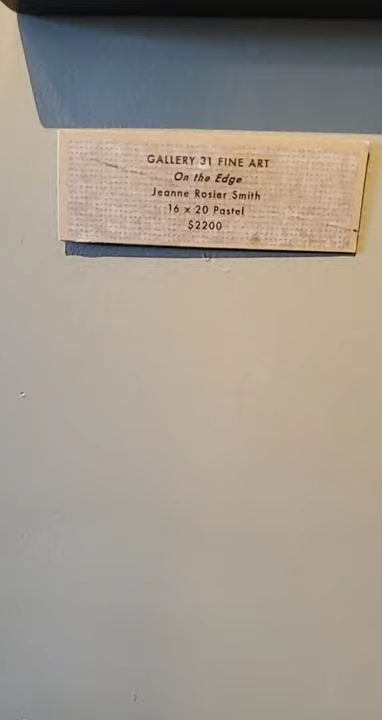 GALLERY 31 FINE ART
On the Edge
Jeanne Rosier Smith
16 x 20 Pastel
$2200